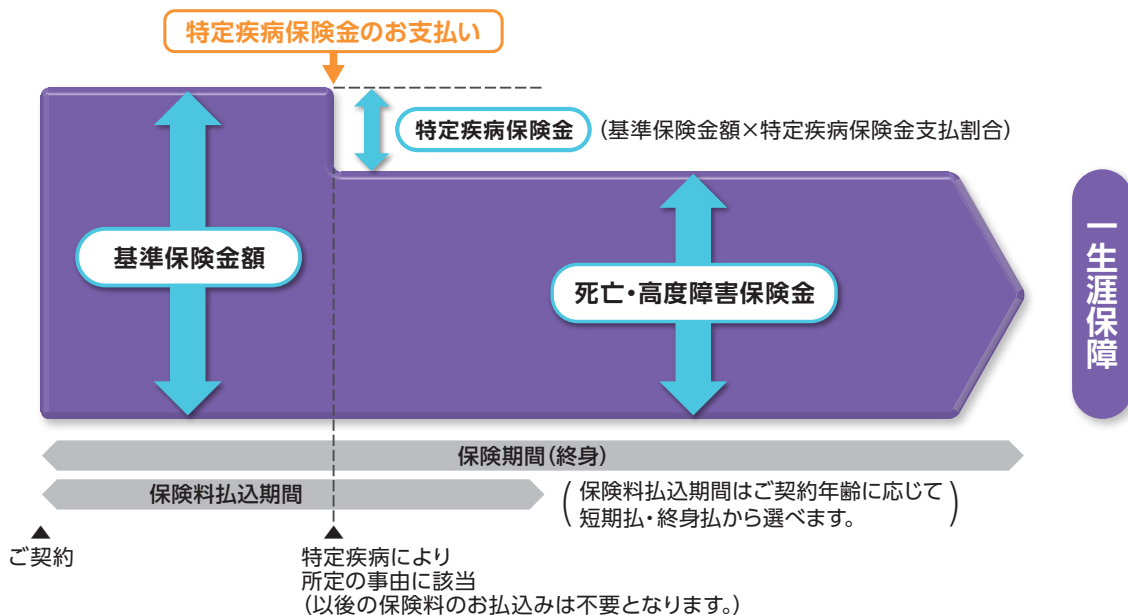 特定疾病保険金のお支払い
特定疾病保険金 (基準保険金額×特定疾病保険金支払割合)
基準保険金額
死亡・高度障害保険金
一生涯保障
保険期間(終身)
保険料払込期間
(保険料払込期間はご契約年齢に応じて
短期払・終身払から選べます。)
ご契約
特定疾病により
所定の事由に該当
(以後の保険料のお払込みは不要となります。)